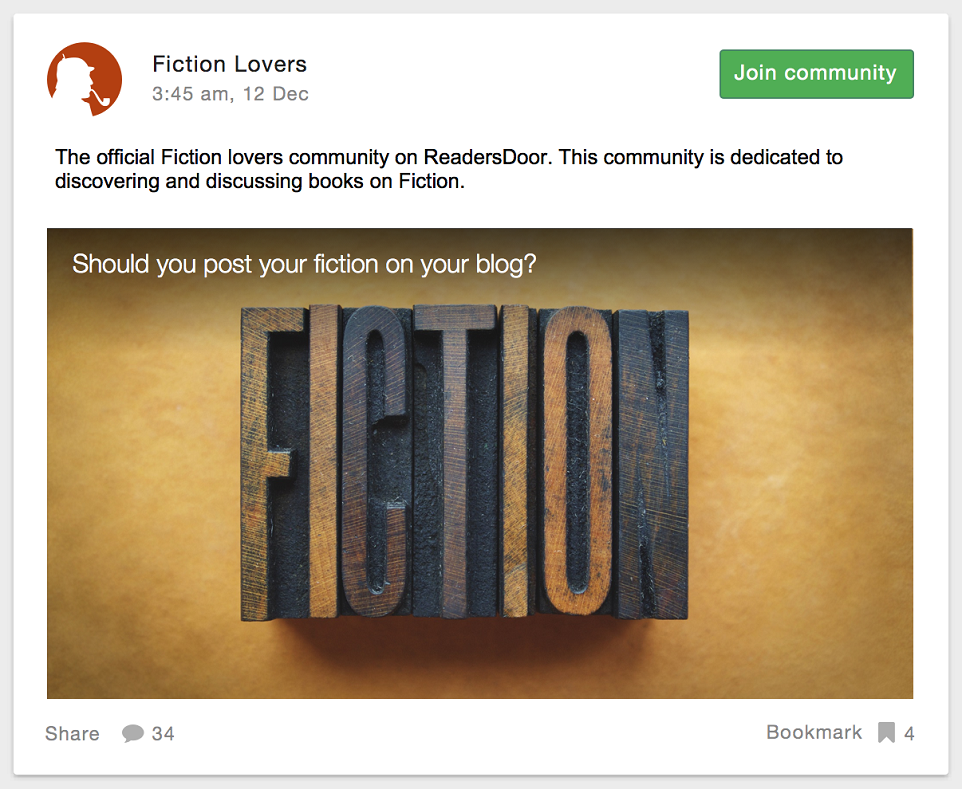 Fiction Lovers
3:45 am, 12 Dec
Join community
The official Fiction lovers community on ReadersDoor. This community is dedicated to
discovering and discussing books on Fiction.
Should you post your fiction on your blog?
FICTION
Share 34
Bookmark 4